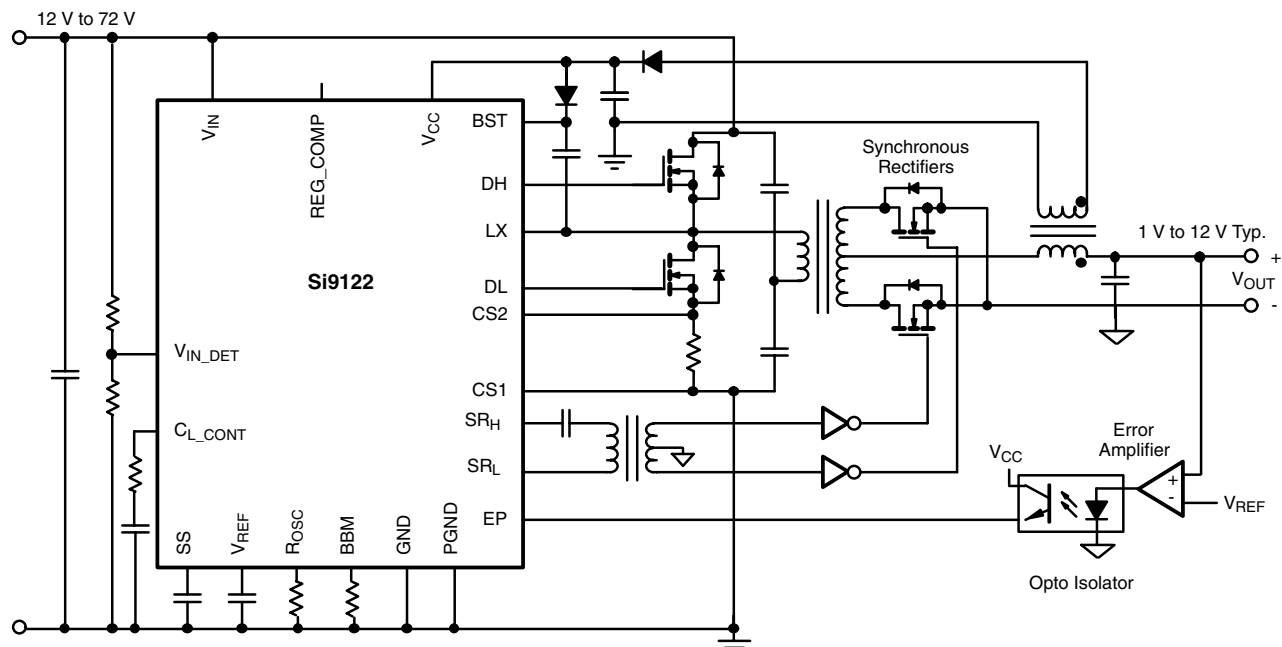 12 V to 72 V
VIN
REG_COMP
VCC
BST
DH
LX
Si9122
DL
CS2
VIN_DET
CS1
CL_CONT
SRH
SRL
EP
SS
VREF
ROSC
BBM
GND
PGND
Synchronous
Rectifiers
1 V to 12 V Typ.
+
VOUT
-
Error
Amplifier
VCC
+
-
VREF
Opto Isolator